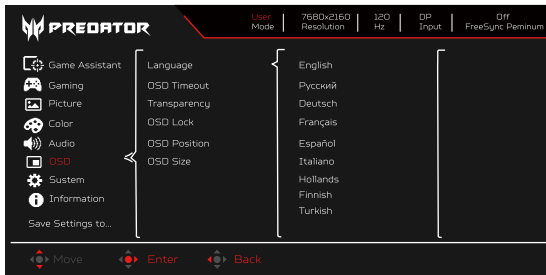 PREDATOR
User 7680x2160 120 DP Off
Mode Resolution Hz Input FreeSync Peminum
Game Assistant
Gaming
Picture
Color
Audio
OSD
Sustem
Information
Save Settings to...
Language
OSD Timeout
Transparency
OSD Lock
OSD Position
OSD Size
English
Русский
Deutsch
Français
Español
Italiano
Hollands
Finnish
Turkish
Move Enter Back